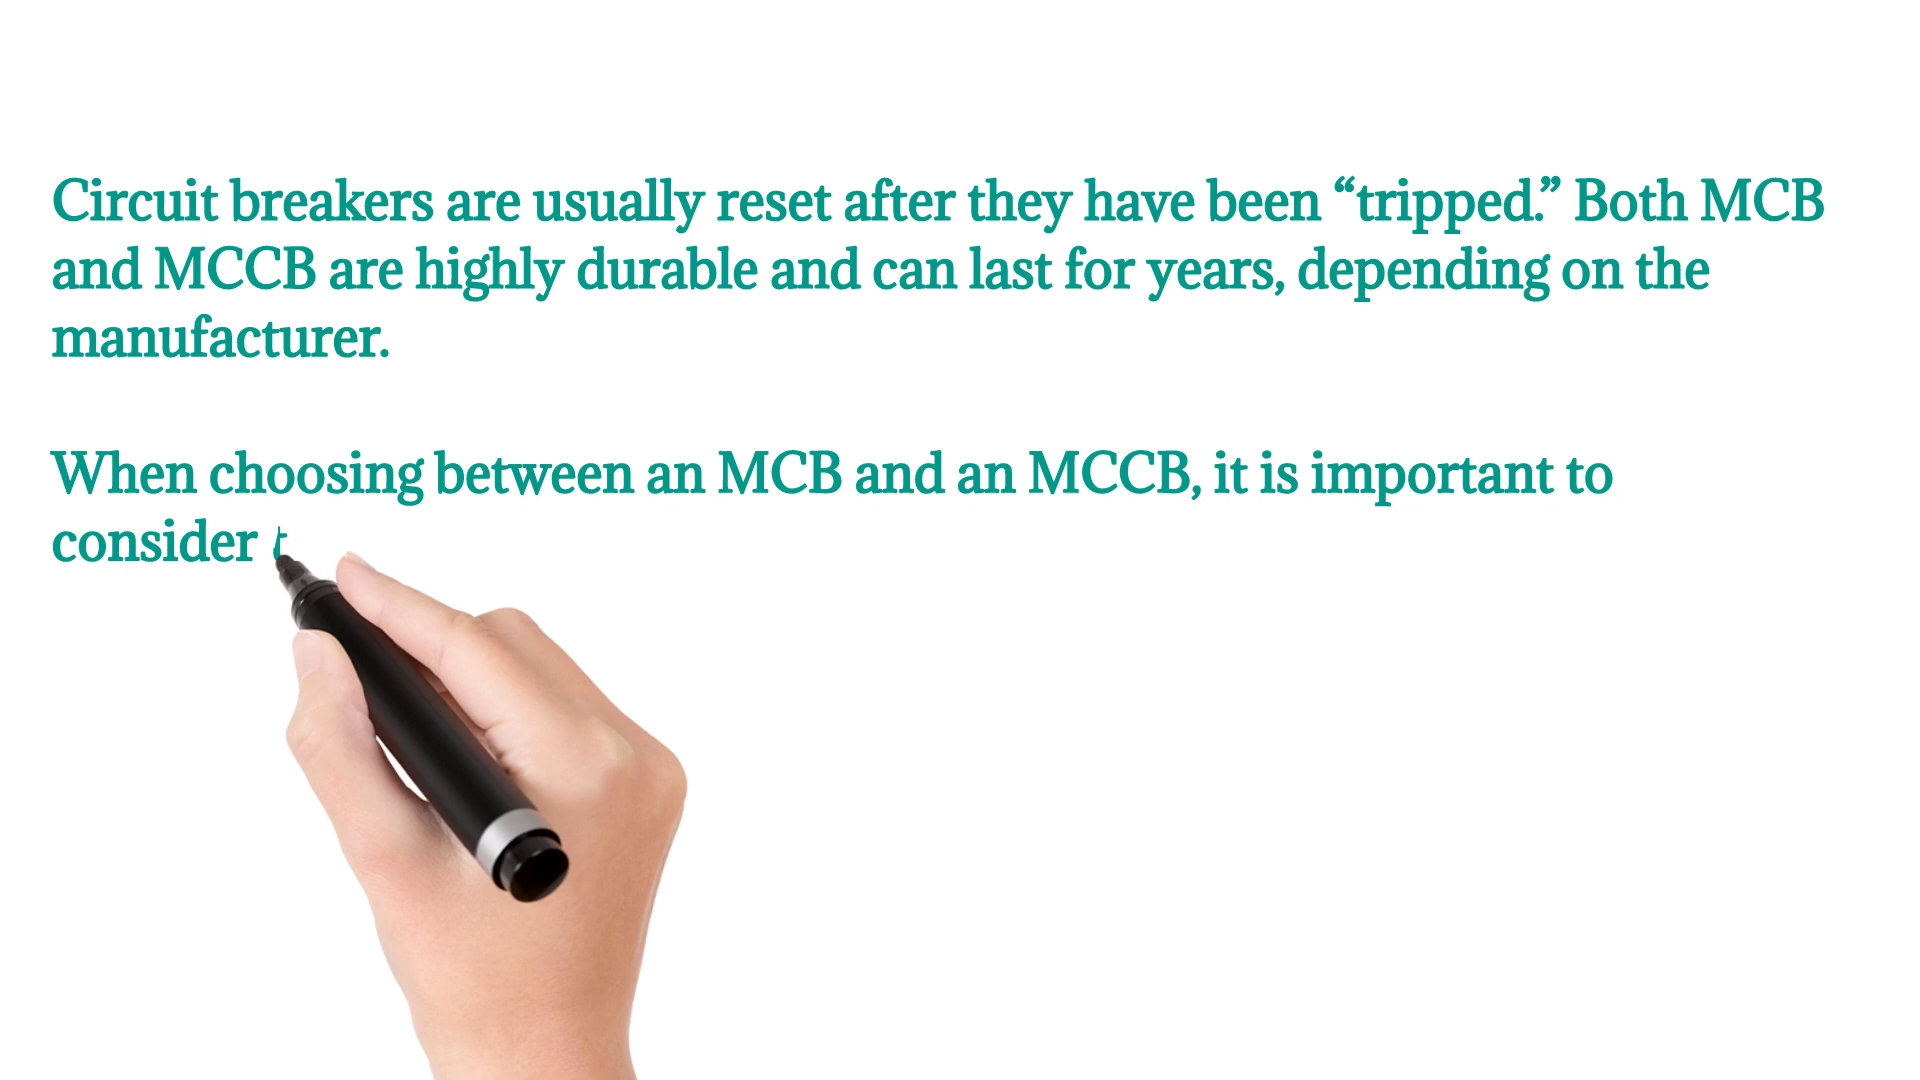 Circuit breakers are usually reset after they have been “tripped.” Both MCB
and MCCB are highly durable and can last for years, depending on the
manufacturer.
When choosing between an MCB and an MCCB, it is important to
consider